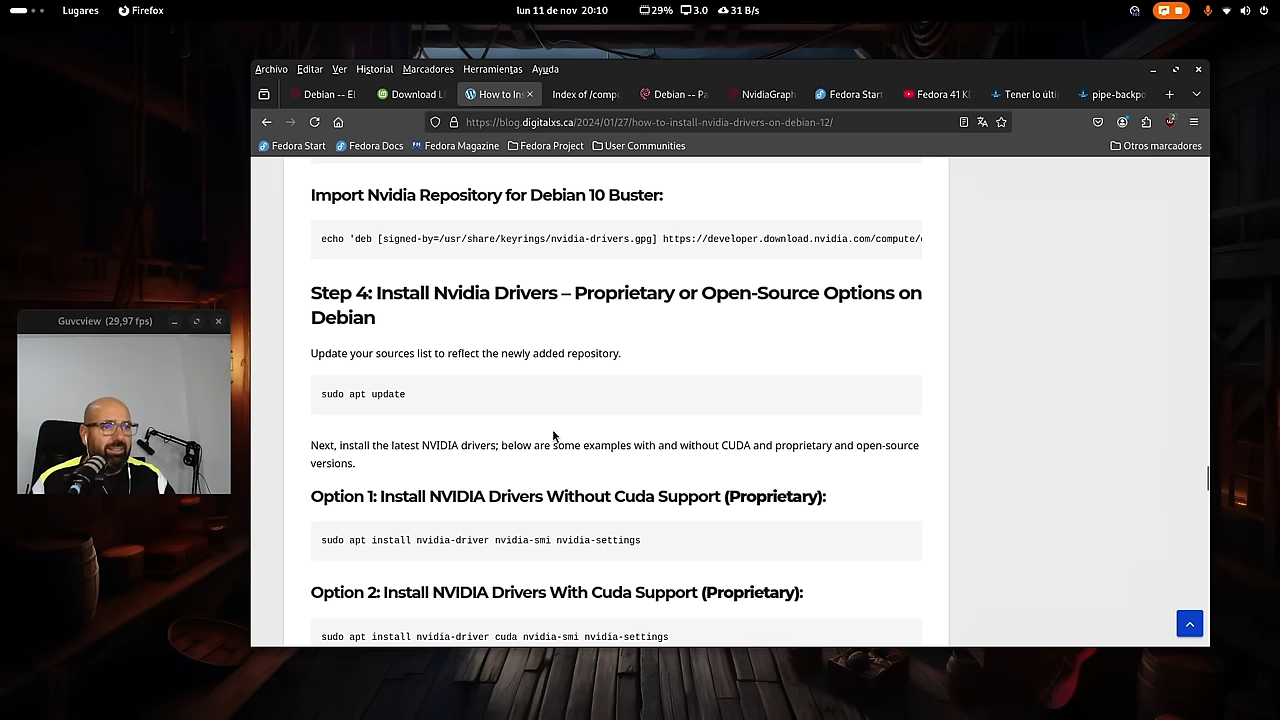 Lugares
Firefox
lun 11 de nov 20:10
29%
3.0
31 B/s
Archivo Editar Ver Historial Marcadores Herramientas Ayuda
Debian -- El
Download L
How to In
Index of /comp
Debian -- Pa
NvidiaGraph
Fedora Start
Fedora 41 K
Tener lo últi
pipe-backpo
https://blog.digitalxs.ca/2024/01/27/how-to-install-nvidia-drivers-on-debian-12/
2
Fedora Start Fedora Docs Fedora Magazine Fedora Project User Communities Otros marcadores
Import Nvidia Repository for Debian 10 Buster:
echo 'deb [signed-by=/usr/share/keyrings/nvidia-drivers.gpg] https://developer.download.nvidia.com/compute/
Step 4: Install Nvidia Drivers – Proprietary or Open-Source Options on
Debian
Update your sources list to reflect the newly added repository.
sudo apt update
Next, install the latest NVIDIA drivers; below are some examples with and without CUDA and proprietary and open-source
versions.
Option 1: Install NVIDIA Drivers Without Cuda Support (Proprietary):
sudo apt install nvidia-driver nvidia-smi nvidia-settings
Option 2: Install NVIDIA Drivers With Cuda Support (Proprietary):
sudo apt install nvidia-driver cuda nvidia-smi nvidia-settings
Guvcview (29,97 fps)